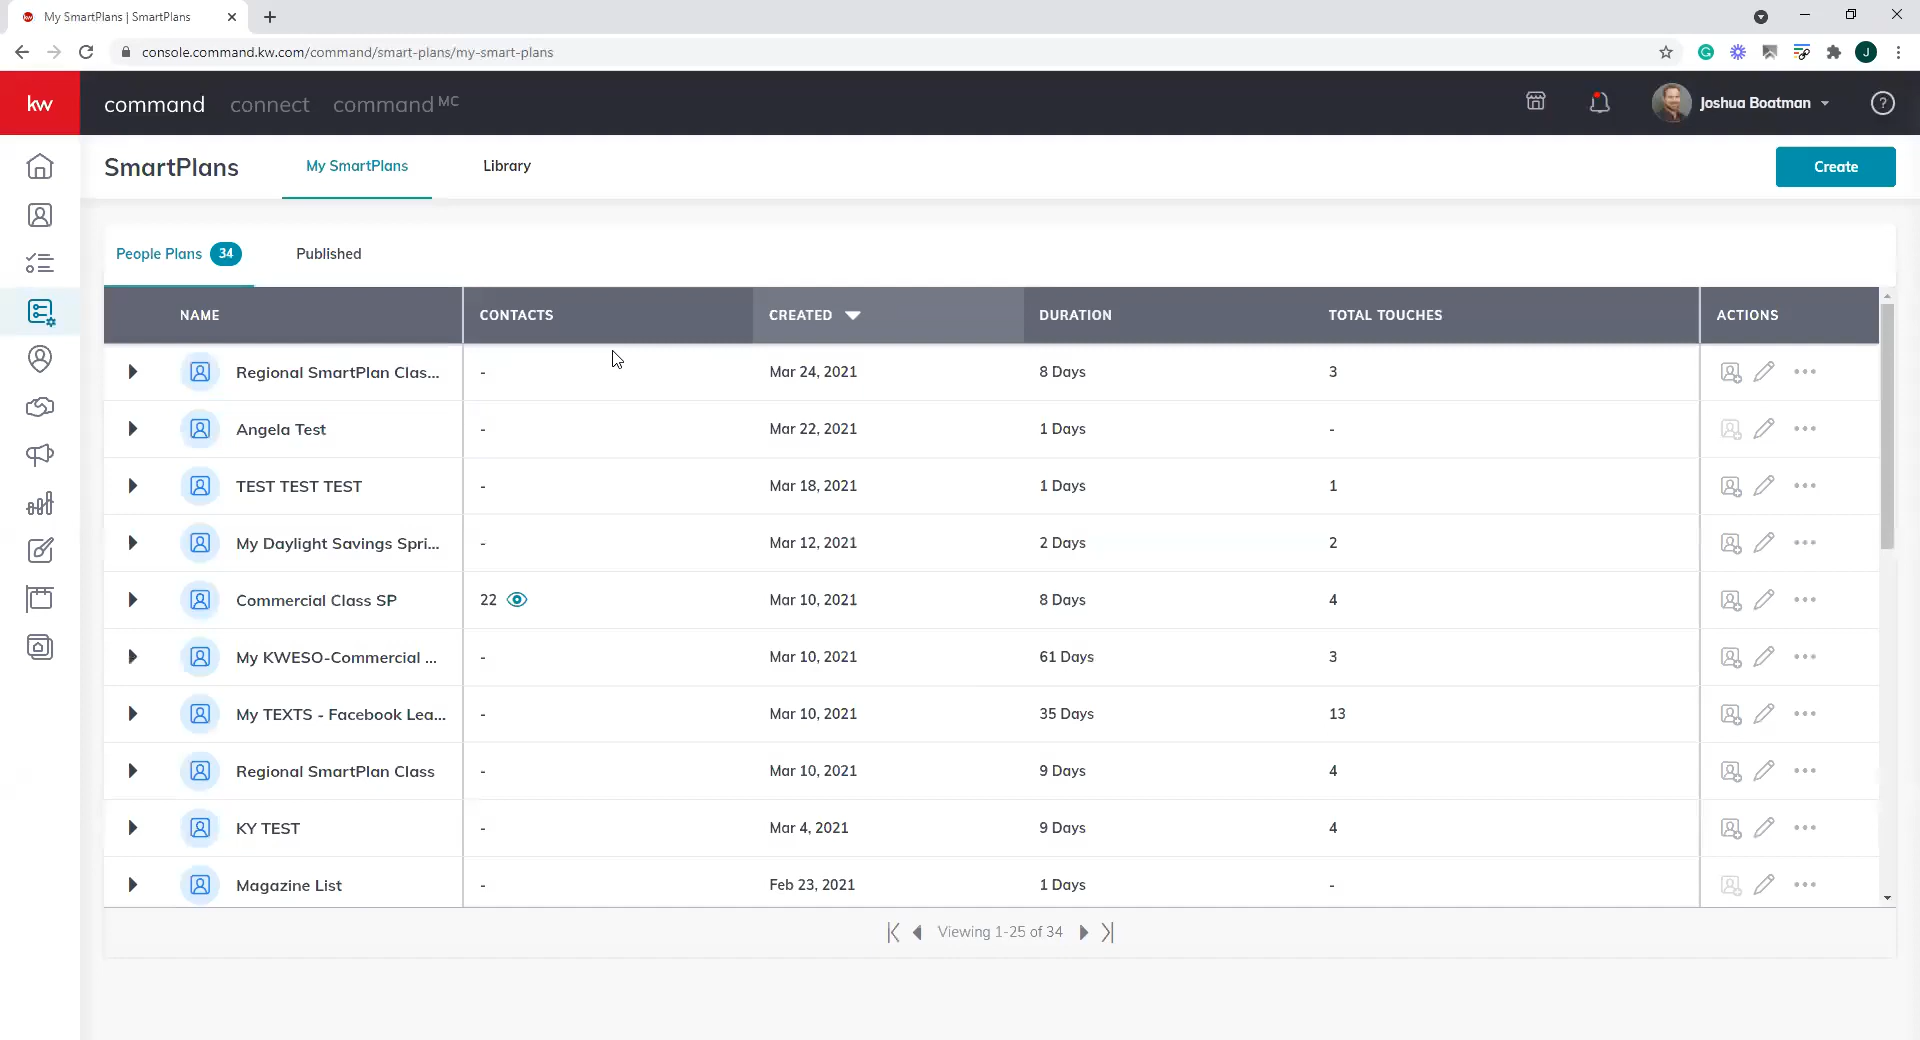 My SmartPlans | SmartPlans
console.command.kw.com/command/smart-plans/my-smart-plans
J
kw command connect command MC
Joshua Boatman
?
SmartPlans My SmartPlans Library Create
People Plans 34 Published
NAME CONTACTS CREATED DURATION TOTAL TOUCHES ACTIONS
Regional SmartPlan Clas... - Mar 24, 2021 8 Days 3
Angela Test - Mar 22, 2021 1 Days -
TEST TEST TEST - Mar 18, 2021 1 Days 1
My Daylight Savings Spri... - Mar 12, 2021 2 Days 2
Commercial Class SP 22 Mar 10, 2021 8 Days 4
My KWESO-Commercial ... - Mar 10, 2021 61 Days 3
My TEXTS - Facebook Lea... - Mar 10, 2021 35 Days 13
Regional SmartPlan Class - Mar 10, 2021 9 Days 4
KY TEST - Mar 4, 2021 9 Days 4
Magazine List - Feb 23, 2021 1 Days -
Viewing 1-25 of 34